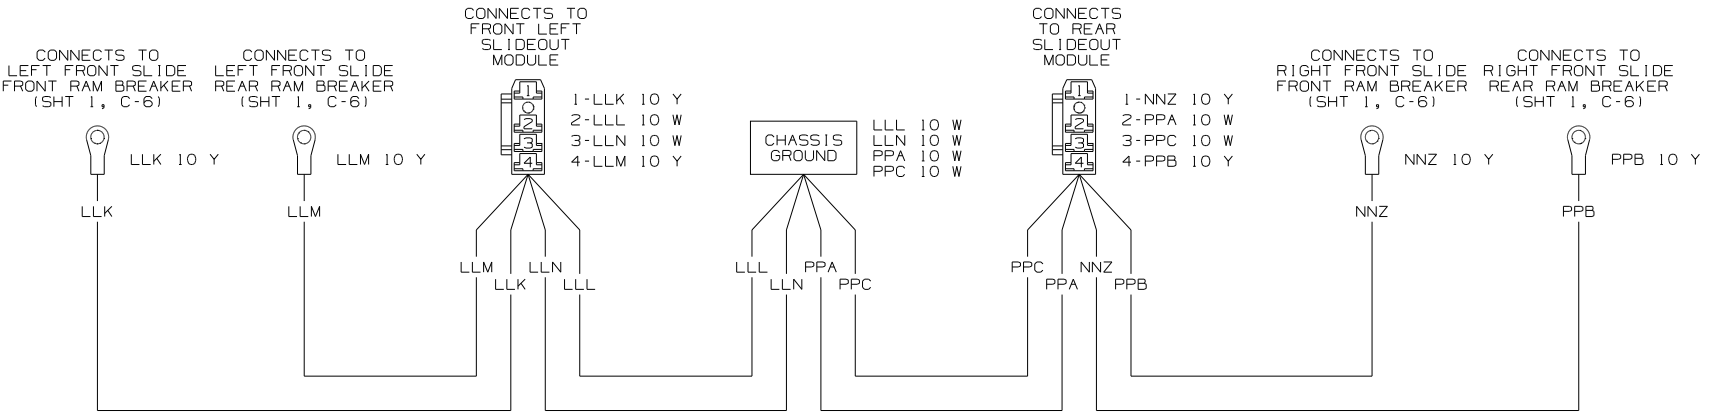 CONNECTS TO
LEFT FRONT SLIDE
FRONT RAM BREAKER
(SHT 1, C-6)
LLK 10 Y
LLK
CONNECTS TO
LEFT FRONT SLIDE
REAR RAM BREAKER
(SHT 1, C-6)
LLM 10 Y
LLM
CONNECTS TO
FRONT LEFT
SLIDEOUT
MODULE
1
2
3
4
1-LLK 10 Y
2-LLL 10 W
3-LLN 10 W
4-LLM 10 Y
LLM
LLK
LLN
LLL
CHASSIS
GROUND
LLL 10 W
LLN 10 W
PPA 10 W
PPC 10 W
LLL
LLN
PPA
PPC
CONNECTS
TO REAR
SLIDEOUT
MODULE
1
2
3
4
1-NNZ 10 Y
2-PPA 10 W
3-PPC 10 W
4-PPB 10 Y
PPC
PPA
NNZ
PPB
CONNECTS TO
RIGHT FRONT SLIDE
FRONT RAM BREAKER
(SHT 1, C-6)
NNZ 10 Y
NNZ
CONNECTS TO
RIGHT FRONT SLIDE
REAR RAM BREAKER
(SHT 1, C-6)
PPB 10 Y
PPB